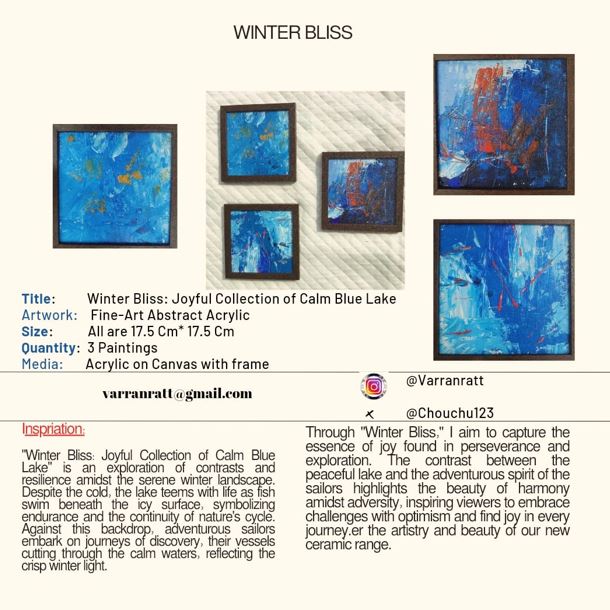 WINTER BLISS
Title: Winter Bliss: Joyful Collection of Calm Blue Lake
Artwork: Fine-Art Abstract Acrylic
Size: All are 17.5 Cm* 17.5 Cm
Quantity: 3 Paintings
Media: Acrylic on Canvas with frame
varranratt@gmail.com
@Varranratt
@Chouchu123
Inspriation:
"Winter Bliss: Joyful Collection of Calm Blue
Lake" is an exploration of contrasts and
resilience amidst the serene winter landscape.
Despite the cold, the lake teems with life as fish
swim beneath the icy surface, symbolizing
endurance and the continuity of nature's cycle.
Against this backdrop, adventurous sailors
embark on journeys of discovery, their vessels
cutting through the calm waters, reflecting the
crisp winter light.
Through "Winter Bliss," I aim to capture the
essence of joy found in perseverance and
exploration. The contrast between the
peaceful lake and the adventurous spirit of the
sailors highlights the beauty of harmony
amidst adversity, inspiring viewers to embrace
challenges with optimism and find joy in every
journey.er the artistry and beauty of our new
ceramic range.